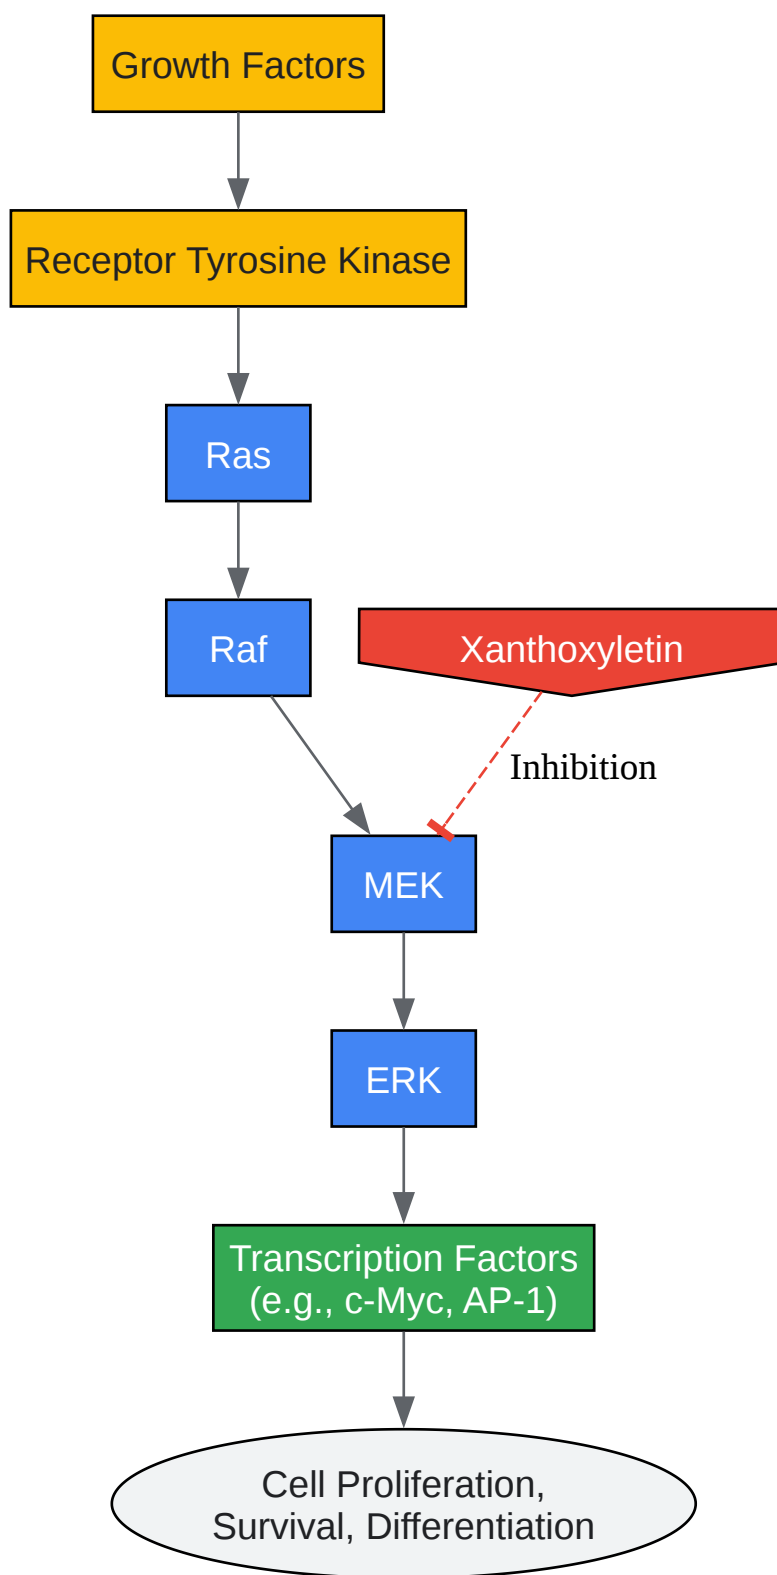 Growth Factors
Receptor Tyrosine Kinase
Ras
Raf
Xanthoxyletin
Inhibition
MEK
ERK
Transcription Factors
(e.g., c-Myc, AP-1)
Cell Proliferation,
Survival, Differentiation